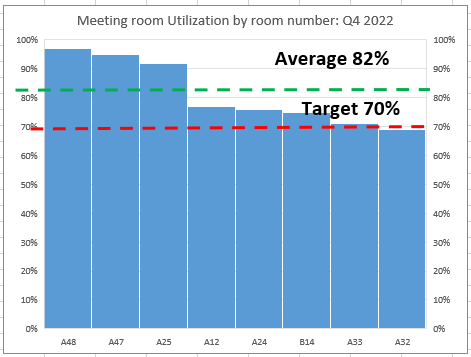 Meeting room Utilization by room number: Q4 2022
100% 100%
Average 82%
90% 90%
80% 80%
Target 70%
70% 70%
60% 60%
50% 50%
40% 40%
30% 30%
20% 20%
10% 10%
0% 0%
A48 A47 A25 A12 A24 B14 A33 A32